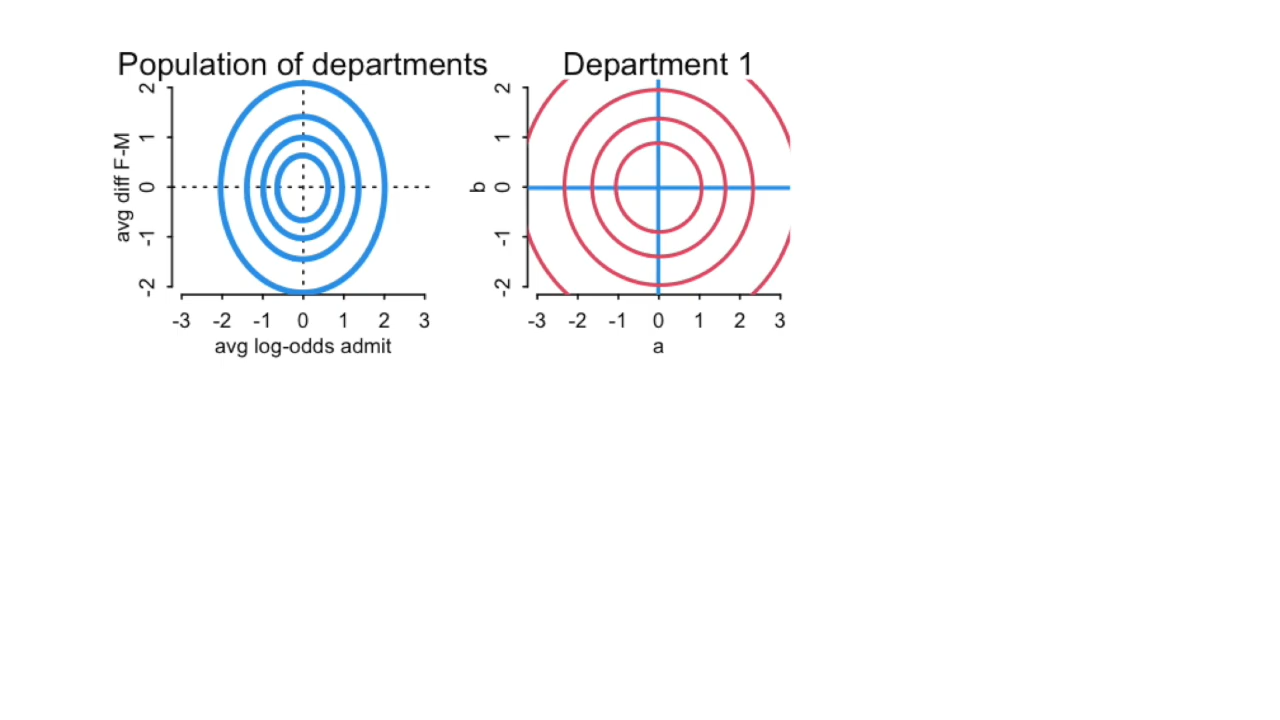 Population of departments
2
1
0
-1
-2
avg diff F-M
-3 -2 -1 0 1 2 3
avg log-odds admit
Department 1
2
1
0
-1
-2
b
-3 -2 -1 0 1 2 3
a